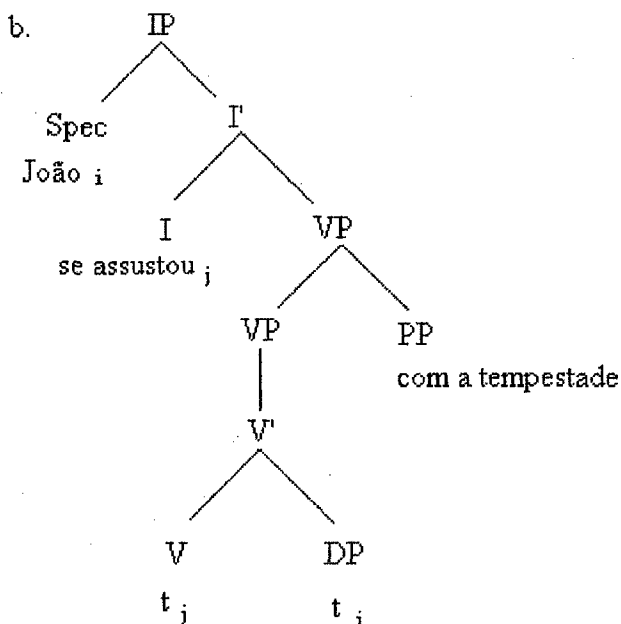 b.
IP
Spec I'
João i
I VP
se assustou j
VP PP
com a tempestade
V'
V DP
t j t i